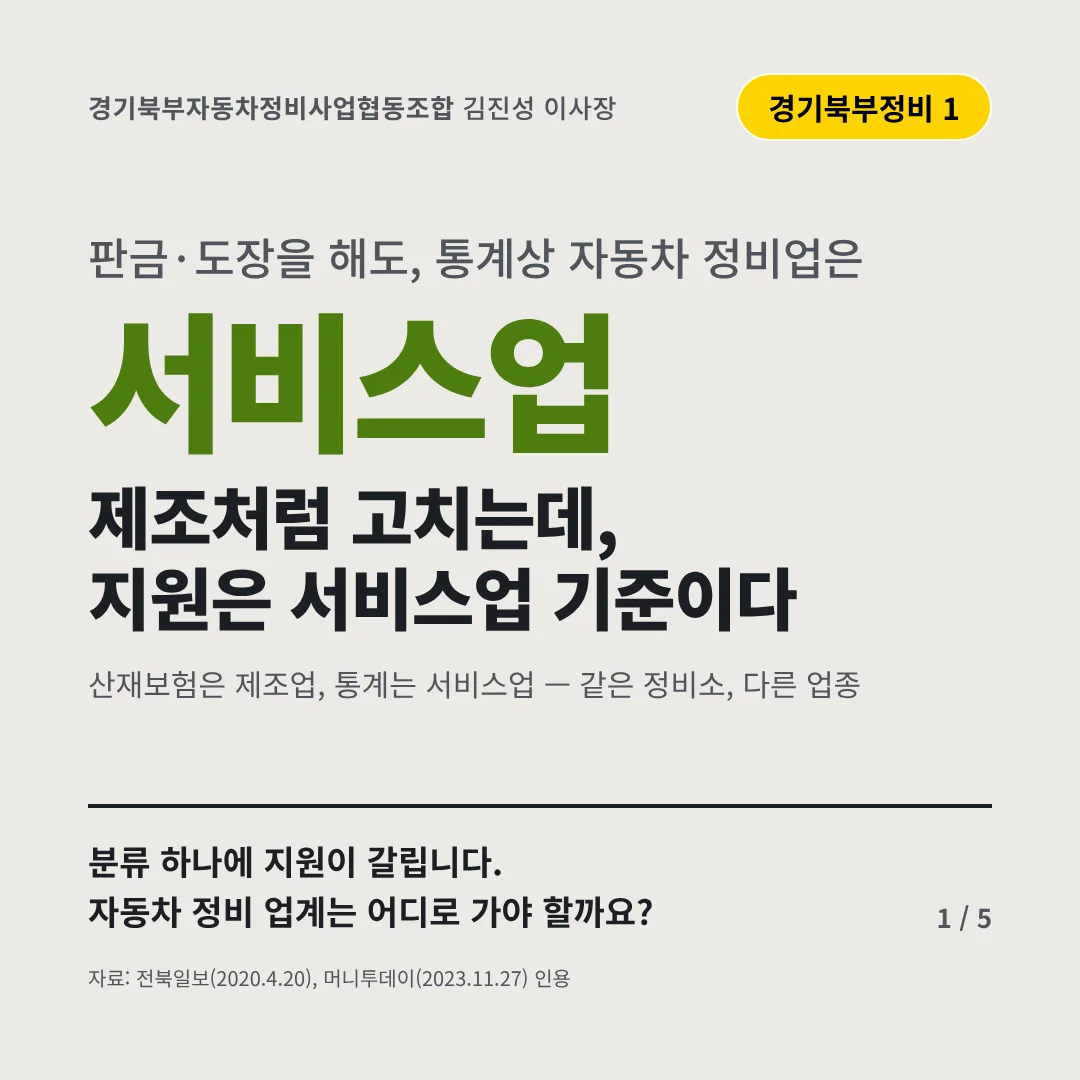 경기북부자동차정비사업협동조합 김진성 이사장
경기북부정비 1
판금·도장을 해도, 통계상 자동차 정비업은
서비스업
제조처럼 고치는데,
지원은 서비스업 기준이다
산재보험은 제조업, 통계는 서비스업 — 같은 정비소, 다른 업종
분류 하나에 지원이 갈립니다.
자동차 정비 업계는 어디로 가야 할까요?
1 / 5
자료: 전북일보(2020.4.20), 머니투데이(2023.11.27) 인용